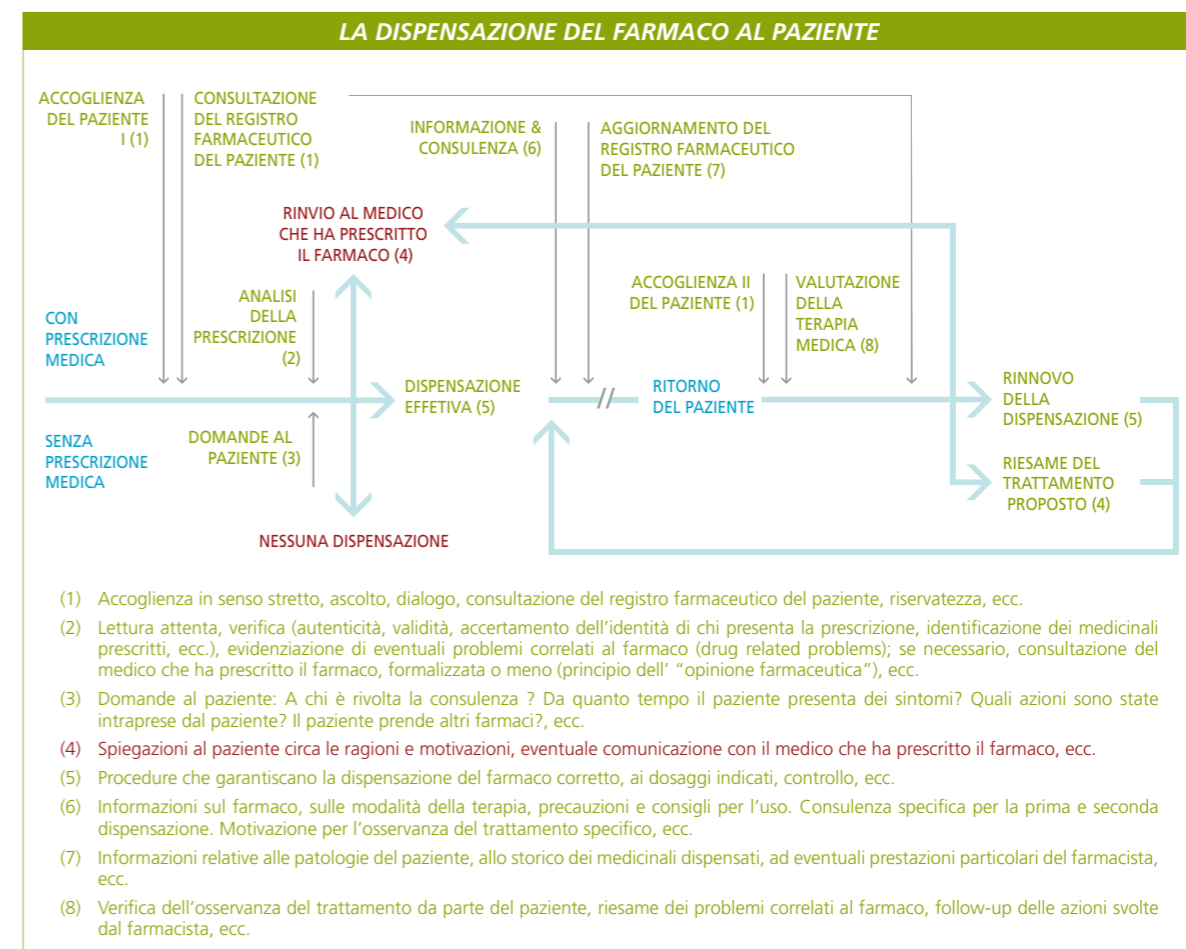 LA DISPENSAZIONE DEL FARMACO AL PAZIENTE
ACCOGLIENZA
DEL PAZIENTE
I (1)
CONSULTAZIONE
DEL REGISTRO
FARMACEUTICO
DEL PAZIENTE (1)
INFORMAZIONE &
CONSULENZA (6)
AGGIORNAMENTO DEL
REGISTRO FARMACEUTICO
DEL PAZIENTE (7)
RINVIO AL MEDICO
CHE HA PRESCRITTO
IL FARMACO (4)
ANALISI
DELLA
PRESCRIZIONE
(2)
ACCOGLIENZA II
DEL PAZIENTE (1)
VALUTAZIONE
DELLA
TERAPIA
MEDICA (8)
CON
PRESCRIZIONE
MEDICA
DISPENSAZIONE
EFFETIVA (5)
RITORNO
DEL PAZIENTE
RINNOVO
DELLA
DISPENSAZIONE (5)
SENZA
PRESCRIZIONE
MEDICA
DOMANDE AL
PAZIENTE (3)
RIESAME DEL
TRATTAMENTO
PROPOSTO (4)
NESSUNA DISPENSAZIONE
(1) Accoglienza in senso stretto, ascolto, dialogo, consultazione del registro farmaceutico del paziente, riservatezza, ecc.
(2) Lettura attenta, verifica (autenticità, validità, accertamento dell'identità di chi presenta la prescrizione, identificazione dei medicinali
prescritti, ecc.), evidenziazione di eventuali problemi correlati al farmaco (drug related problems); se necessario, consultazione del
medico che ha prescritto il farmaco, formalizzata o meno (principio dell' "opinione farmaceutica"), ecc.
(3) Domande al paziente: A chi è rivolta la consulenza ? Da quanto tempo il paziente presenta dei sintomi? Quali azioni sono state
intraprese dal paziente? Il paziente prende altri farmaci?, ecc.
(4) Spiegazioni al paziente circa le ragioni e motivazioni, eventuale comunicazione con il medico che ha prescritto il farmaco, ecc.
(5) Procedure che garantiscano la dispensazione del farmaco corretto, ai dosaggi indicati, controllo, ecc.
(6) Informazioni sul farmaco, sulle modalità della terapia, precauzioni e consigli per l'uso. Consulenza specifica per la prima e seconda
dispensazione. Motivazione per l'osservanza del trattamento specifico, ecc.
(7) Informazioni relative alle patologie del paziente, allo storico dei medicinali dispensati, ad eventuali prestazioni particolari del farmacista,
ecc.
(8) Verifica dell'osservanza del trattamento da parte del paziente, riesame dei problemi correlati al farmaco, follow-up delle azioni svolte
dal farmacista, ecc.